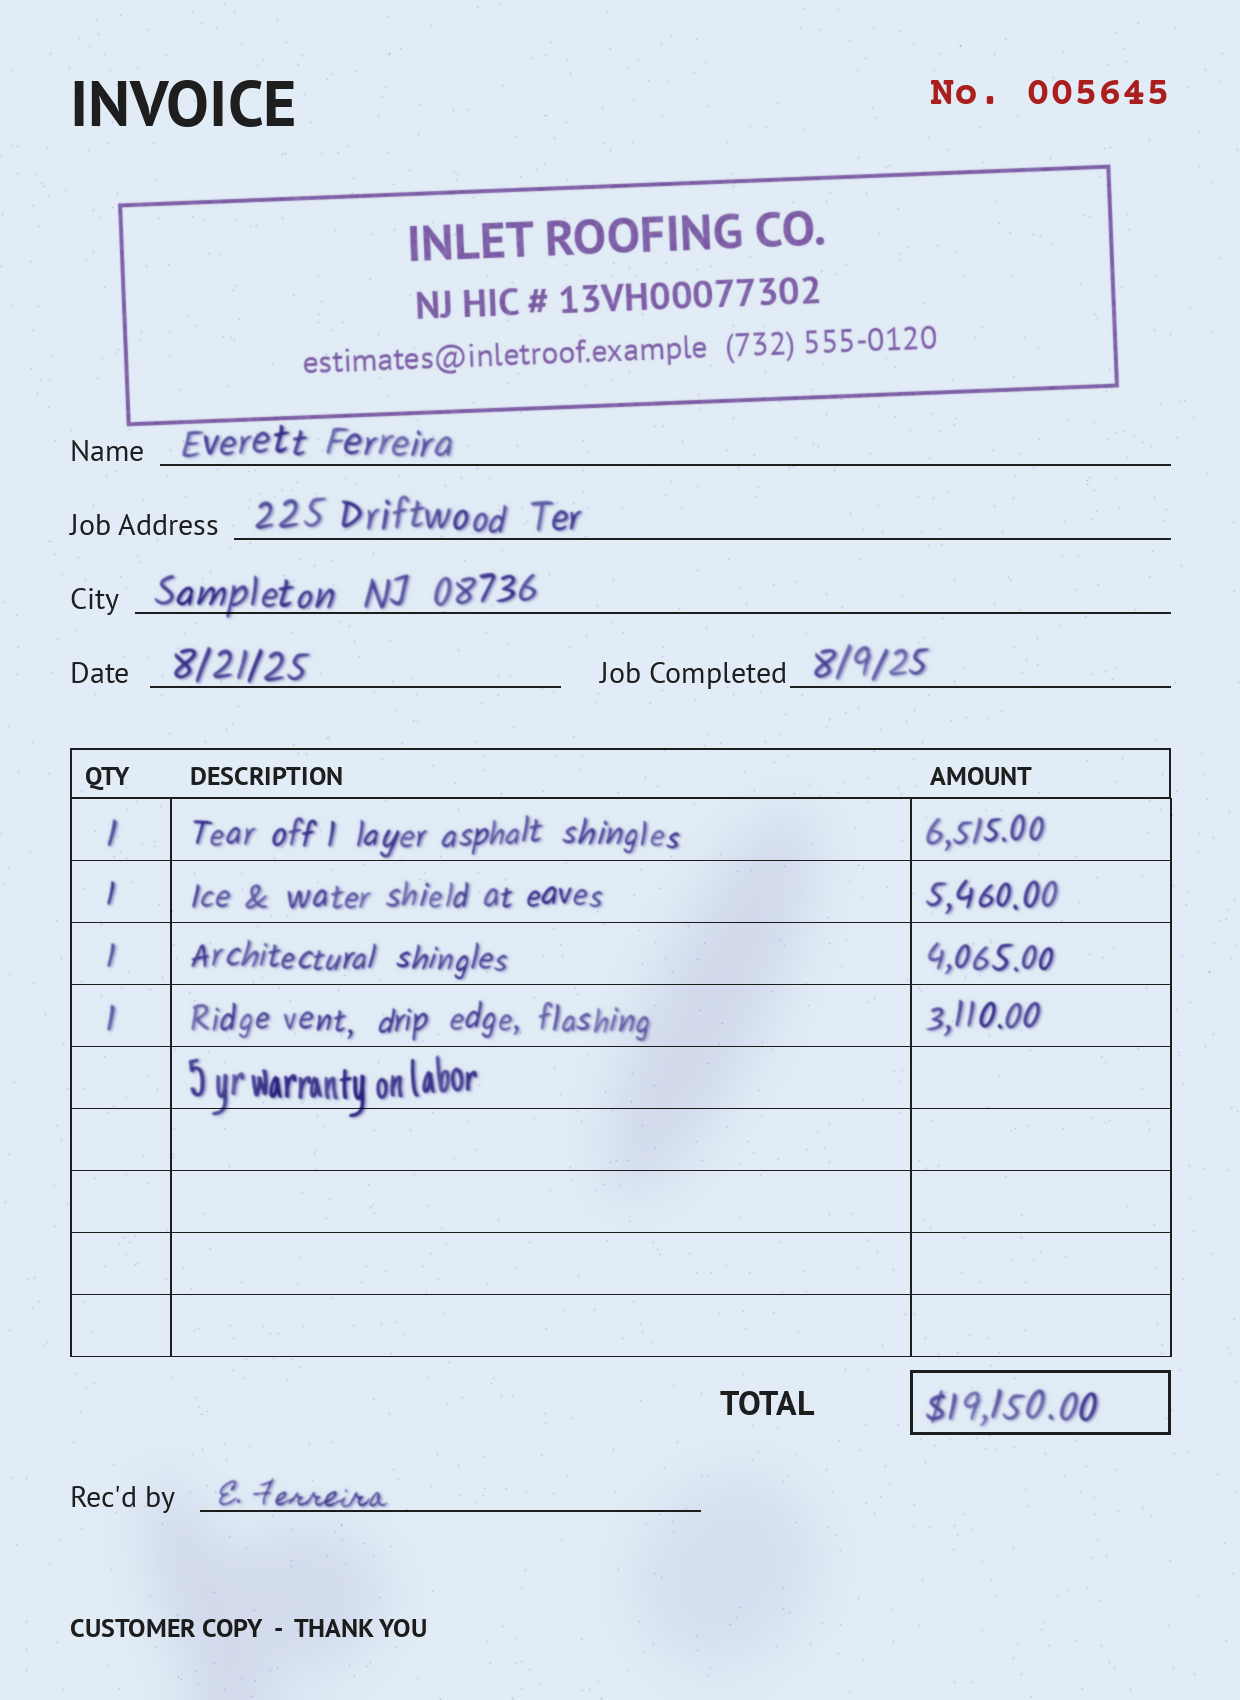 INVOICE
No. 005645
INLET ROOFING CO.
NJ HIC # 13VH00077302
estimates@inletroof.example (732) 555-0120
Name Everett Ferreira
Job Address 225 Driftwood Ter
City Sampleton NJ 08736
Date 8/21/25 Job Completed 8/9/25
QTY DESCRIPTION AMOUNT
1 Tear off 1 layer asphalt shingles 6,515.00
1 Ice & water shield at eaves 5,460.00
1 Architectural shingles 4,065.00
1 Ridge vent, drip edge, flashing 3,110.00
5 yr warranty on labor
TOTAL $19,150.00
Rec'd by E. Ferreira
CUSTOMER COPY - THANK YOU